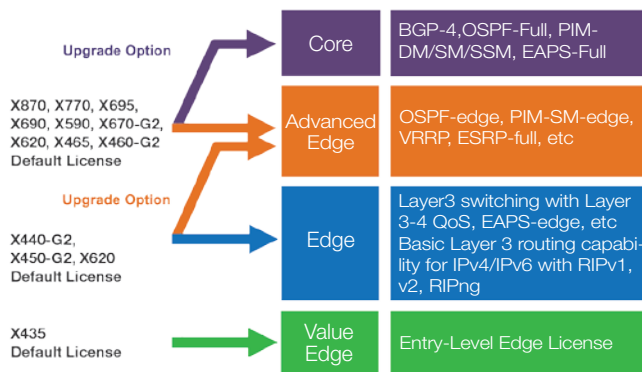 Upgrade Option
Core
BGP-4,OSPF-Full, PIM-
DM/SM/SSM, EAPS-Full
X870, X770, X695,
X690, X590, X670-G2,
X620, X465, X460-G2
Default License
Advanced
Edge
OSPF-edge, PIM-SM-edge,
VRRP, ESRP-full, etc
Upgrade Option
X440-G2,
X450-G2, X620
Default License
Edge
Layer3 switching with Layer
3-4 QoS, EAPS-edge, etc
Basic Layer 3 routing capabi-
lity for IPv4/IPv6 with RIPv1,
v2, RIPng
X435
Default License
Value
Edge
Entry-Level Edge License